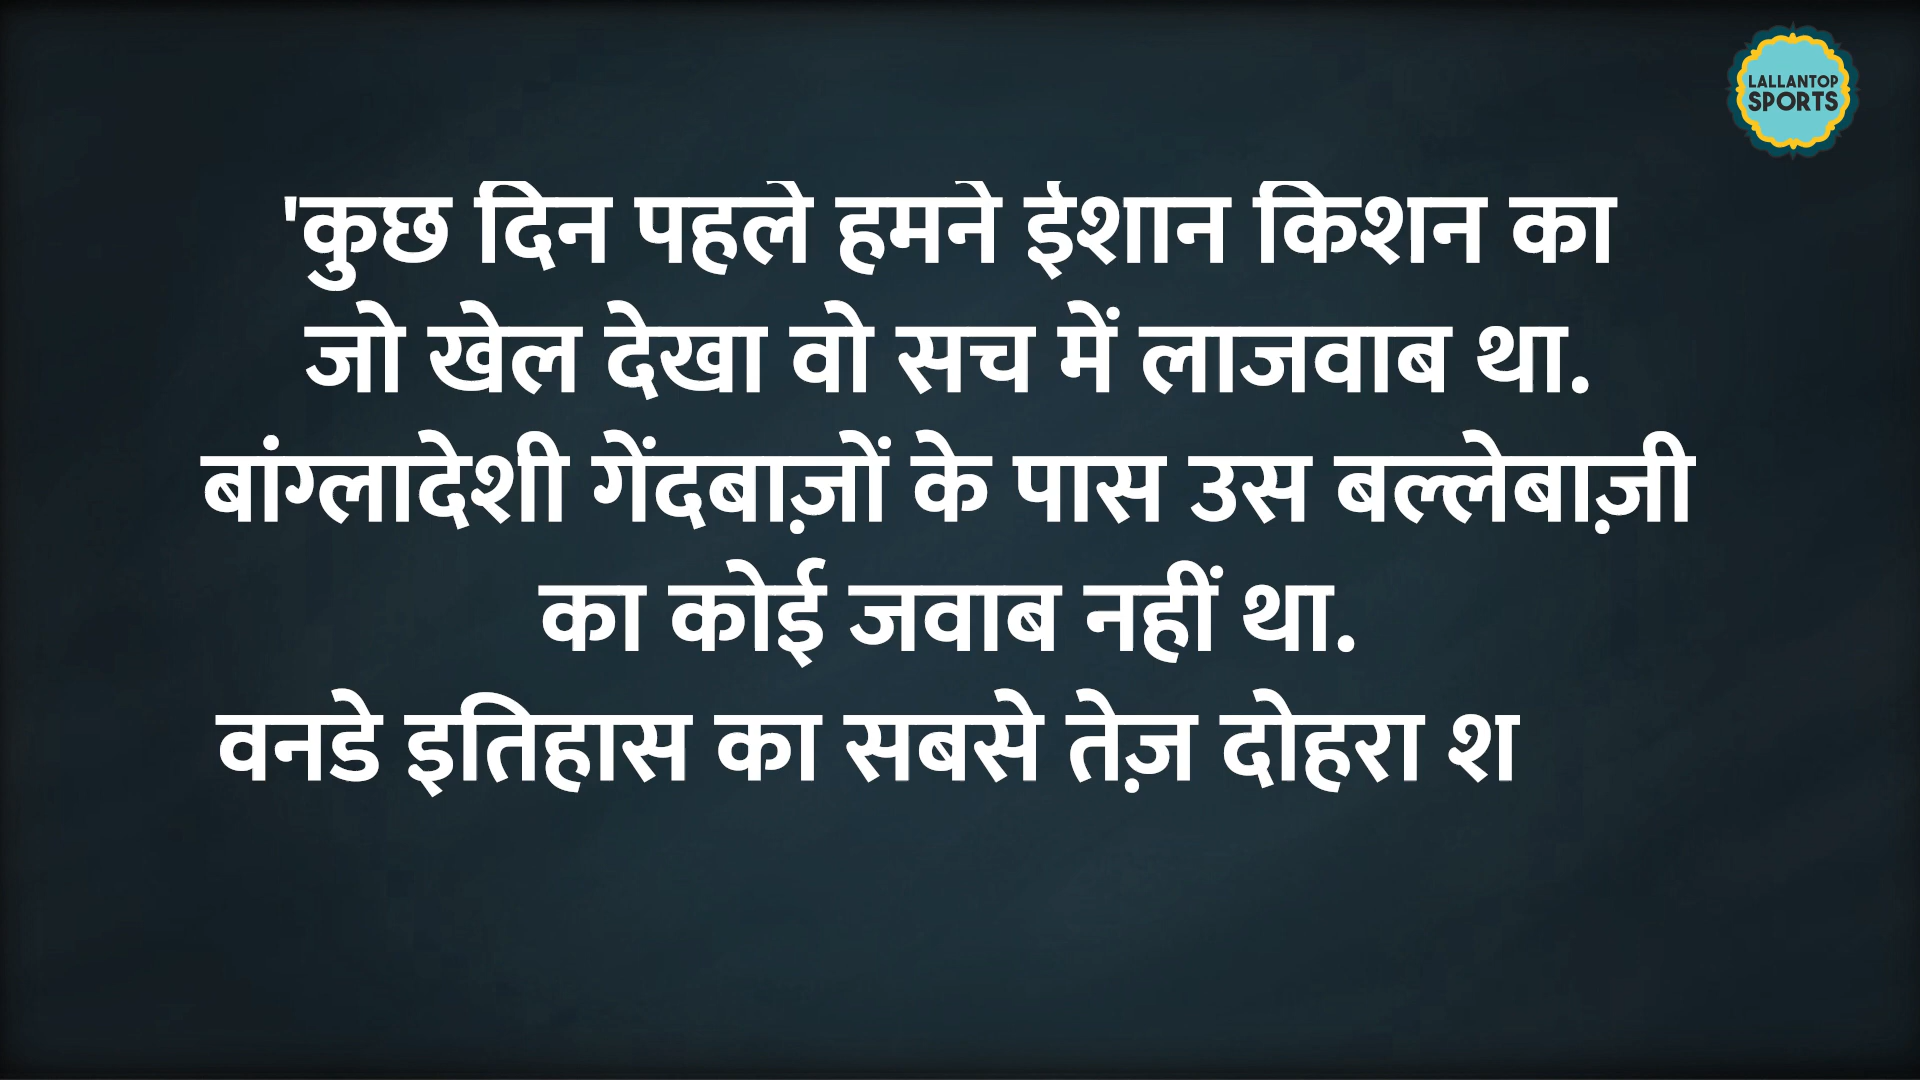 LALLANTOP
SPORTS
'कुछ दिन पहले हमने ईशान किशन का
जो खेल देखा वो सच में लाजवाब था.
बांग्लादेशी गेंदबाज़ों के पास उस बल्लेबाज़ी
का कोई जवाब नहीं था.
वनडे इतिहास का सबसे तेज़ दोहरा श